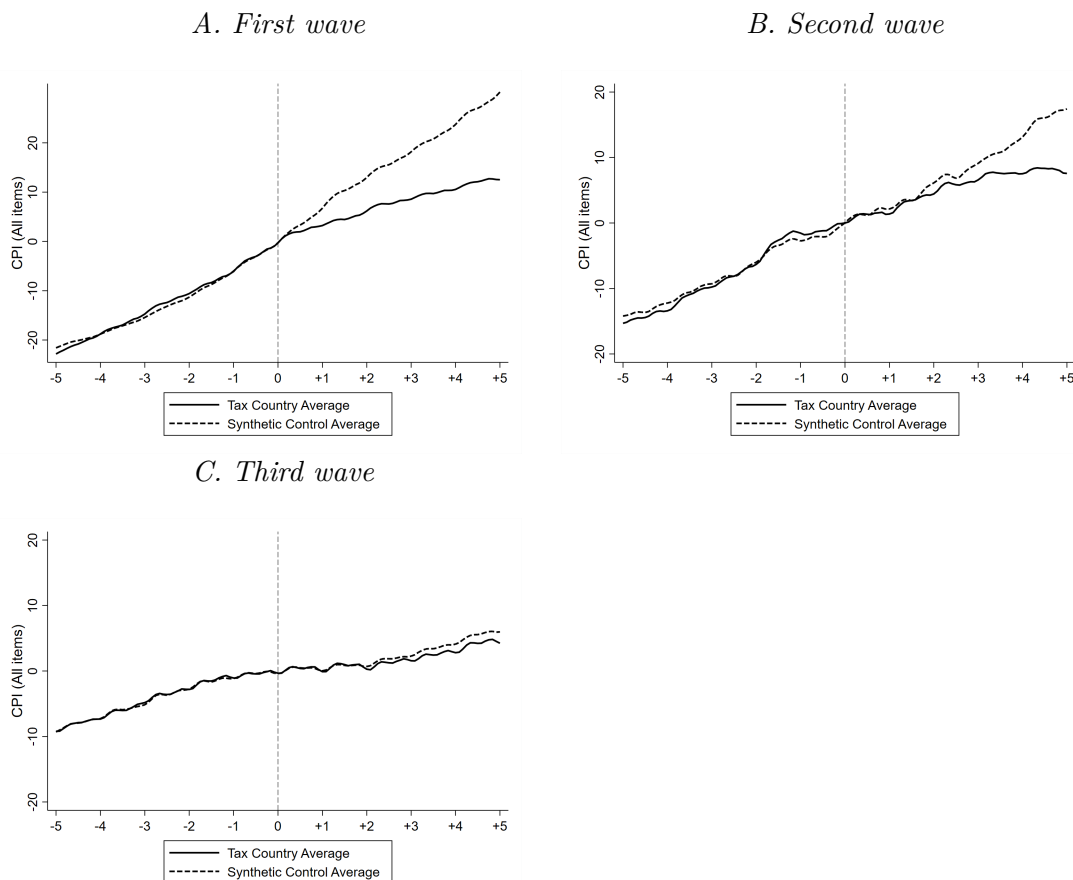 A. First wave
B. Second wave
CPI (All items)
20
10
0
-10
-20
-5 -4 -3 -2 -1 0 +1 +2 +3 +4 +5
Tax Country Average
Synthetic Control Average
CPI (All items)
20
10
0
-10
-20
-5 -4 -3 -2 -1 0 +1 +2 +3 +4 +5
Tax Country Average
Synthetic Control Average
C. Third wave
CPI (All items)
20
10
0
-10
-20
-5 -4 -3 -2 -1 0 +1 +2 +3 +4 +5
Tax Country Average
Synthetic Control Average